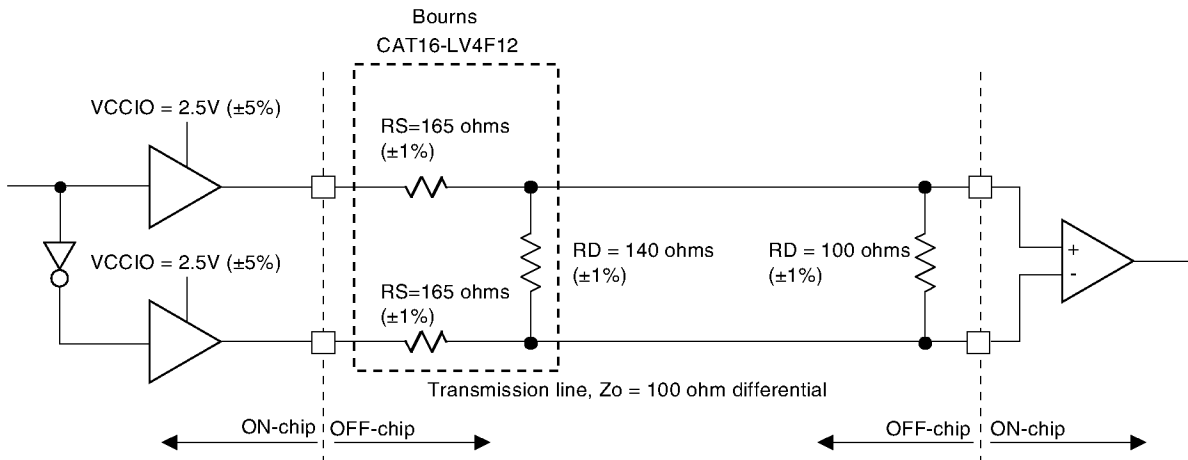 Bourns
CAT16-LV4F12
VCCIO = 2.5V (±5%)
RS=165 ohms
(±1%)
RD = 140 ohms
(±1%)
RD = 100 ohms
(±1%)
+
-
VCCIO = 2.5V (±5%)
RS=165 ohms
(±1%)
Transmission line, Zo = 100 ohm differential
ON-chip
OFF-chip
OFF-chip
ON-chip